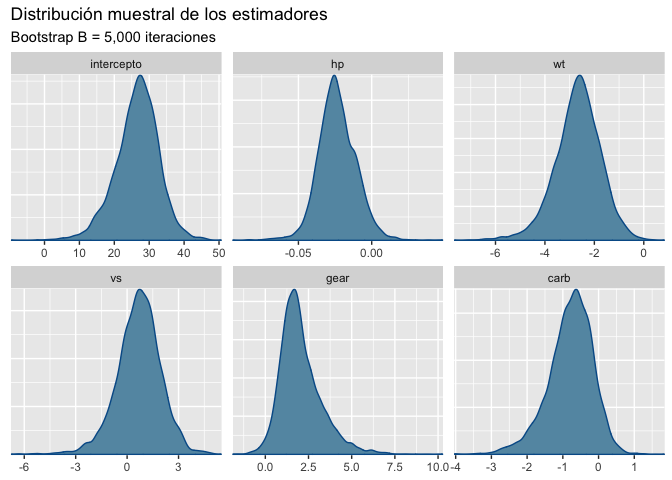 Distribución muestral de los estimadores
Bootstrap B = 5,000 iteraciones
intercepto hp wt
0 10 20 30 40 50 -0.05 0.00 -6 -4 -2 0
vs gear carb
-6 -3 0 3 0.0 2.5 5.0 7.5 10.0 -4 -3 -2 -1 0 1